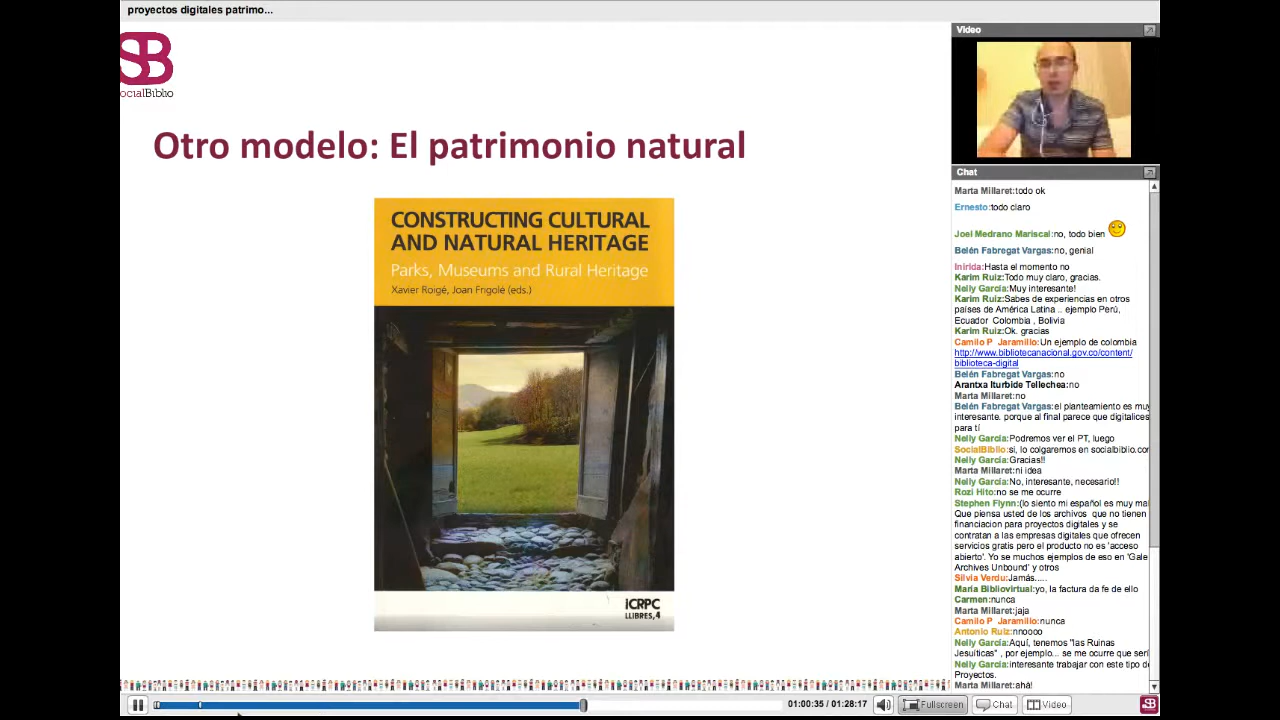 proyectos digitales patrimo...
SB
ocialBiblio
Otro modelo: El patrimonio natural
CONSTRUCTING CULTURAL
AND NATURAL HERITAGE
Parks, Museums and Rural Heritage
Xavier Roigé, Joan Frigolé (eds.)
iCRPC
LLIBRES,4
Video
Chat
Marta Millaret:todo ok
Ernesto:todo claro
Joel Medrano Mariscal:no, todo bien
Belén Fabregat Vargas:no, genial
Inirida:Hasta el momento no
Karim Ruiz:Todo muy claro, gracias.
Nelly García:Muy interesante!
Karim Ruiz:Sabes de experiencias en otros
países de América Latina .. ejemplo Perú,
Ecuador Colombia , Bolivia
Karim Ruiz:Ok. gracias
Camilo P Jaramillo:Un ejemplo de colombia
http://www.bibliotecanacional.gov.co/content/
biblioteca-digital
Belén Fabregat Vargas:no
Arantxa Iturbide Tellechea:no
Marta Millaret:no
Belén Fabregat Vargas:el planteamiento es muy
interesante. porque al final parece que digitalices
para tí
Nelly García:Podremos ver el PT, luego
SocialBiblio:si, lo colgaremos en socialbiblio.com
Nelly García:Gracias!!
Marta Millaret:ni idea
Nelly García:No, interesante, necesario!!
Rozi Hito:no se me ocurre
Stephen Flynn:(lo siento mi español es muy mal
Que piensa usted de los archivos que no tienen
financiacion para proyectos digitales y se
contratan a las empresas digitales que ofrecen
servicios gratis pero el producto no es 'acceso
abierto'. Yo se muchos ejemplos de eso en 'Gale
Archives Unbound' y otros
Silvia Verdu:Jamás.....
María Bibliovirtual:yo, la factura da fe de ello
Carmen:nunca
Marta Millaret:jaja
Camilo P Jaramillo:nunca
Antonio Ruiz:nnoooo
Nelly García:Aquí, tenemos "las Ruinas
Jesuíticas" , por ejemplo... se me ocurre que serí
Nelly García:interesante trabajar con este tipo de
Proyectos.
Marta Millaret:ahá!
01:00:35 / 01:28:17
Fullscreen
Chat
Video
SB